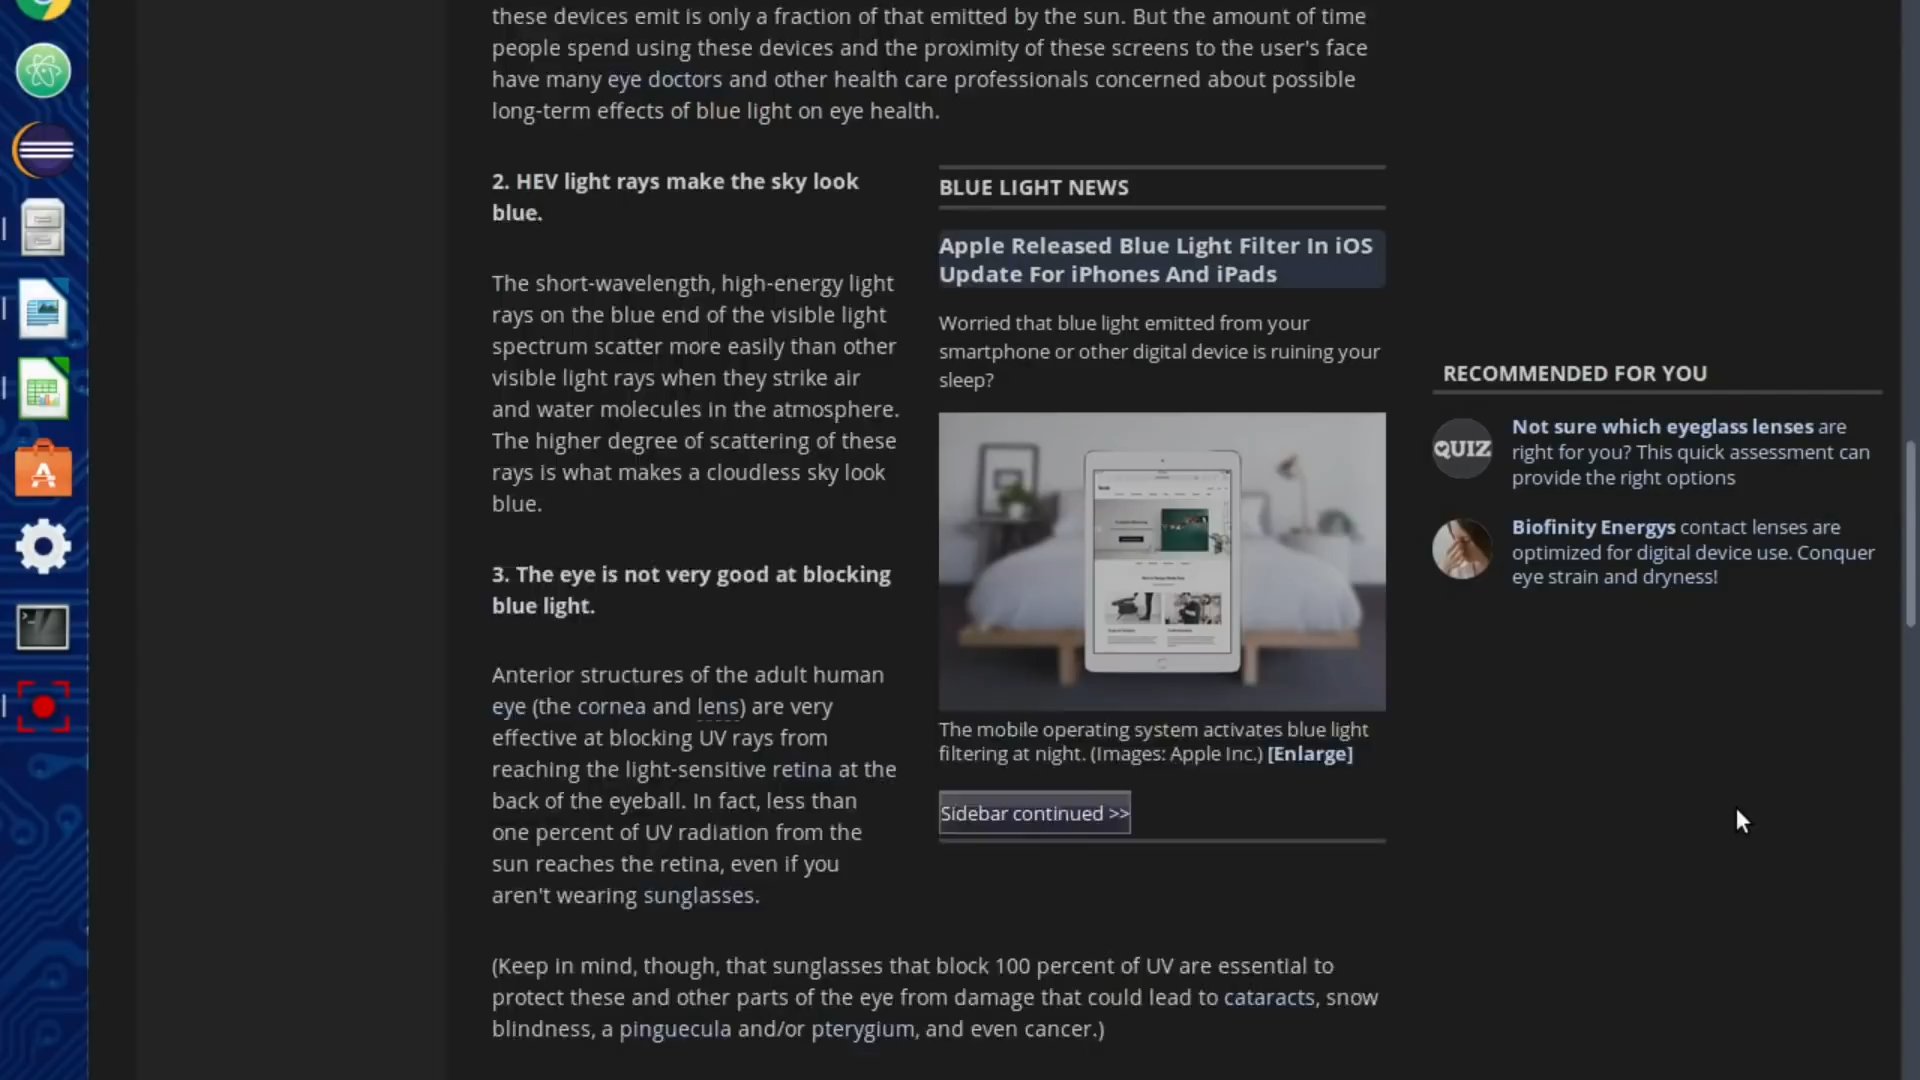 these devices emit is only a fraction of that emitted by the sun. But the amount of time
people spend using these devices and the proximity of these screens to the user's face
have many eye doctors and other health care professionals concerned about possible
long-term effects of blue light on eye health.
2. HEV light rays make the sky look
blue.
The short-wavelength, high-energy light
rays on the blue end of the visible light
spectrum scatter more easily than other
visible light rays when they strike air
and water molecules in the atmosphere.
The higher degree of scattering of these
rays is what makes a cloudless sky look
blue.
3. The eye is not very good at blocking
blue light.
Anterior structures of the adult human
eye (the cornea and lens) are very
effective at blocking UV rays from
reaching the light-sensitive retina at the
back of the eyeball. In fact, less than
one percent of UV radiation from the
sun reaches the retina, even if you
aren't wearing sunglasses.
(Keep in mind, though, that sunglasses that block 100 percent of UV are essential to
protect these and other parts of the eye from damage that could lead to cataracts, snow
blindness, a pinguecula and/or pterygium, and even cancer.)
BLUE LIGHT NEWS
Apple Released Blue Light Filter In iOS
Update For iPhones And iPads
Worried that blue light emitted from your
smartphone or other digital device is ruining your
sleep?
The mobile operating system activates blue light
filtering at night. (Images: Apple Inc.) [Enlarge]
Sidebar continued >>
RECOMMENDED FOR YOU
QUIZ
Not sure which eyeglass lenses are
right for you? This quick assessment can
provide the right options
Biofinity Energys contact lenses are
optimized for digital device use. Conquer
eye strain and dryness!